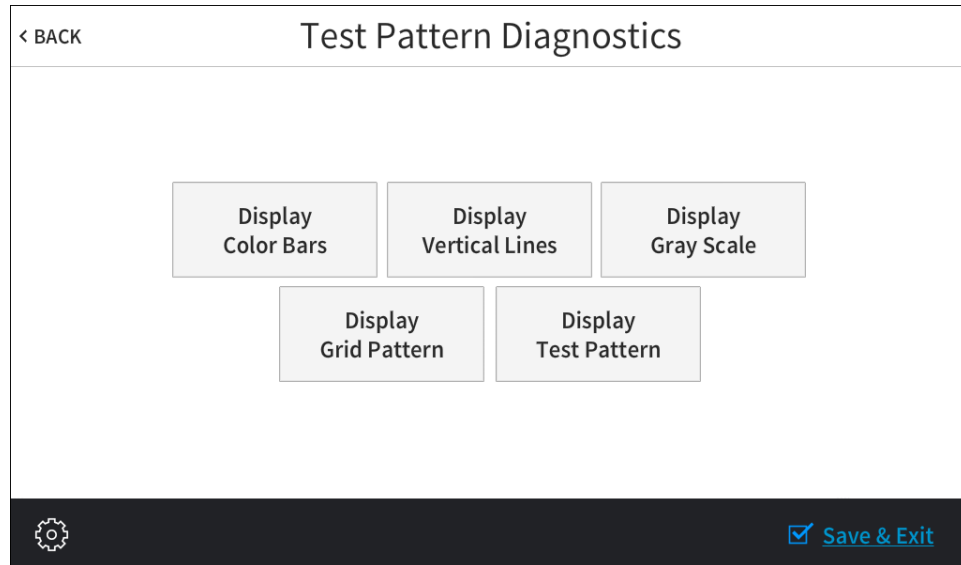 < BACK
Test Pattern Diagnostics
Display
Color Bars
Display
Vertical Lines
Display
Gray Scale
Display
Grid Pattern
Display
Test Pattern
Save & Exit